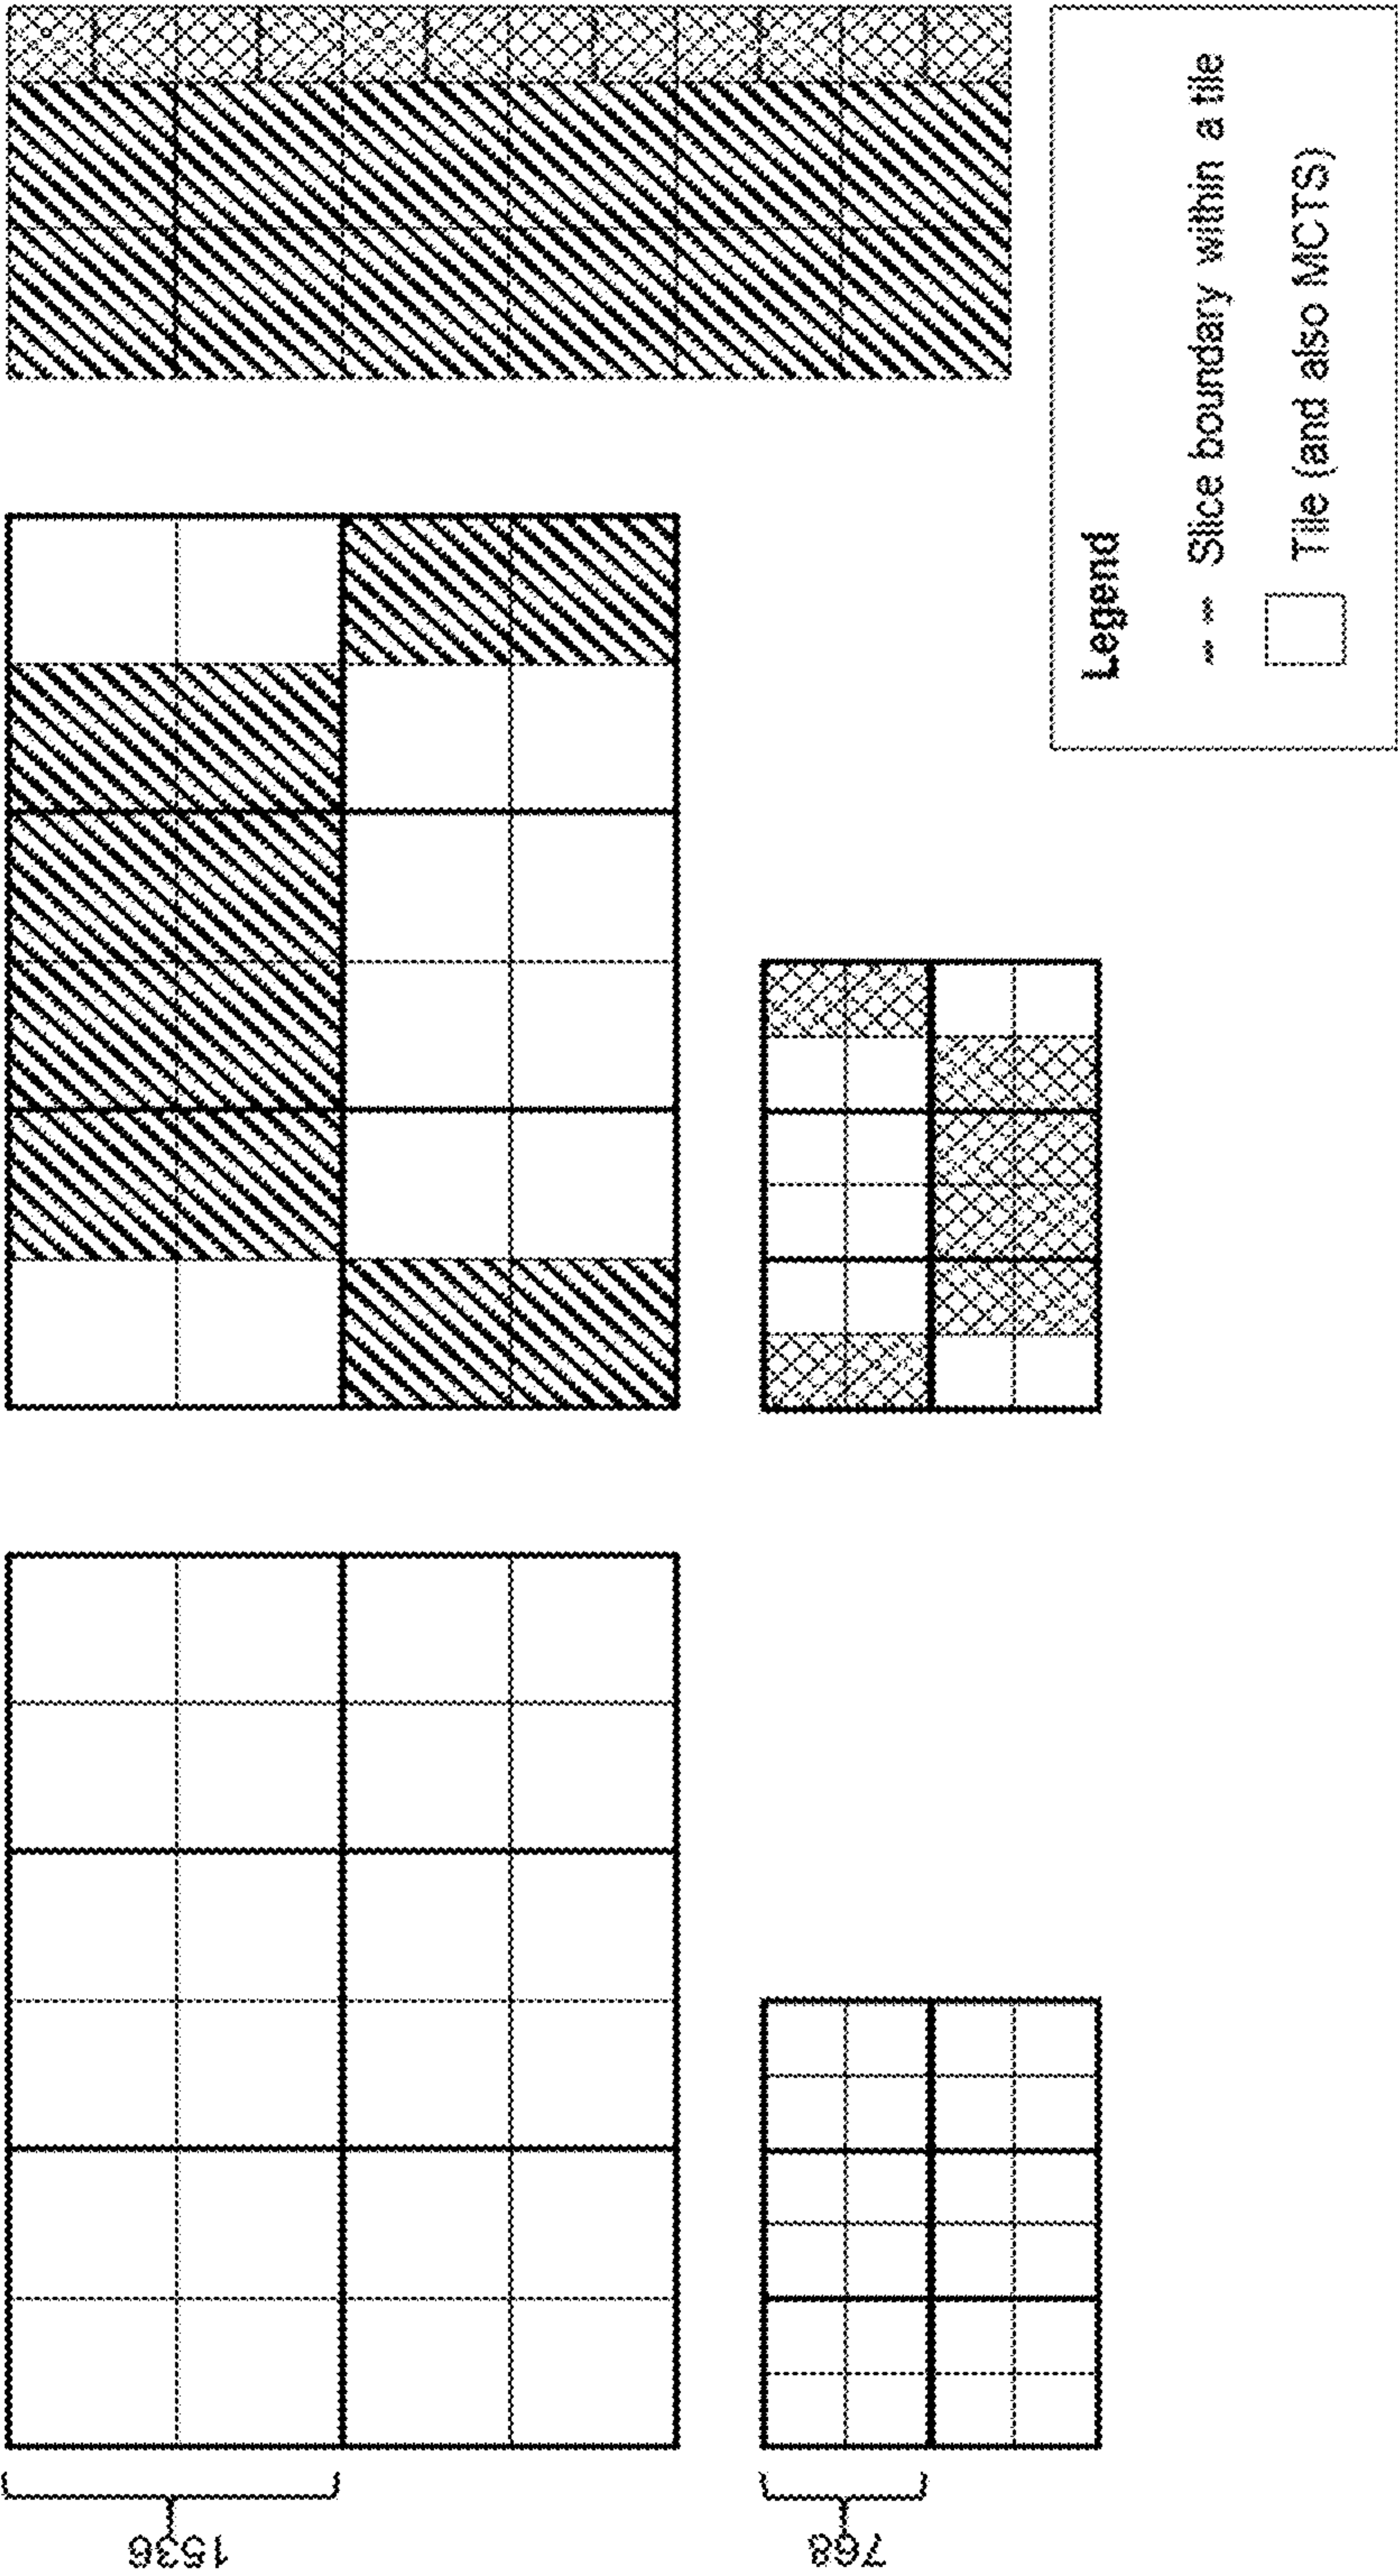 1536
768
Legend
Slice boundary within a tile
Tile (and also MCTS)